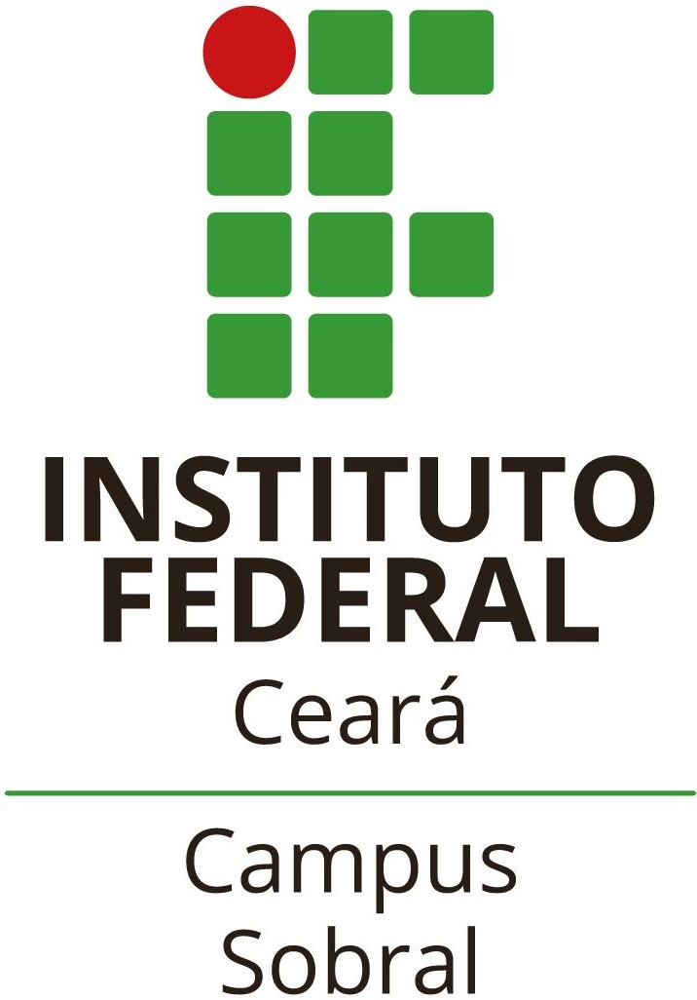 INSTITUTO
FEDERAL
Ceará
Campus
Sobral